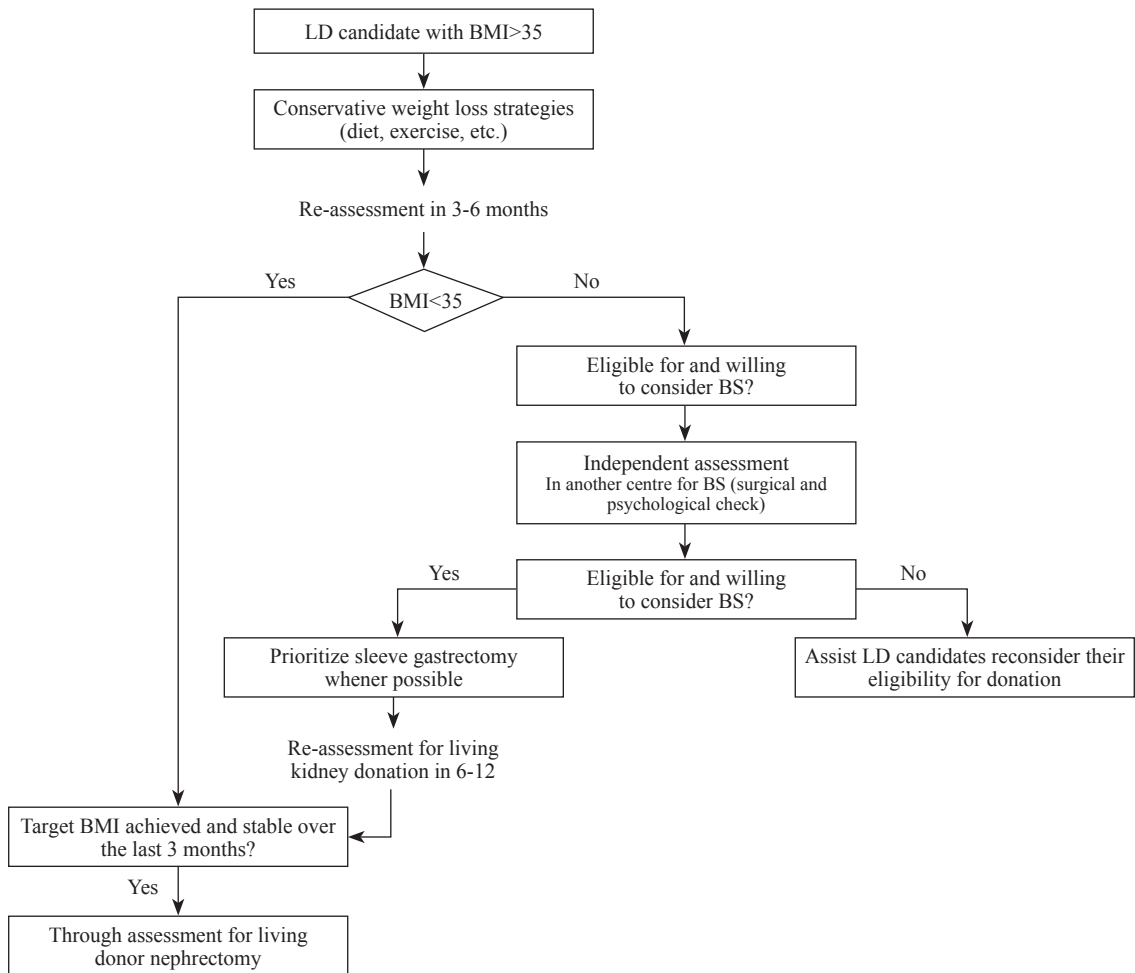 LD candidate with BMI>35
Conservative weight loss strategies
(diet, exercise, etc.)
Re-assessment in 3-6 months
Yes
BMI<35
No
Eligible for and willing
to consider BS?
Independent assessment
In another centre for BS (surgical and
psychological check)
Yes
Eligible for and willing
to consider BS?
No
Prioritize sleeve gastrectomy
whener possible
Assist LD candidates reconsider their
eligibility for donation
Re-assessment for living
kidney donation in 6-12
Target BMI achieved and stable over
the last 3 months?
Yes
Through assessment for living
donor nephrectomy